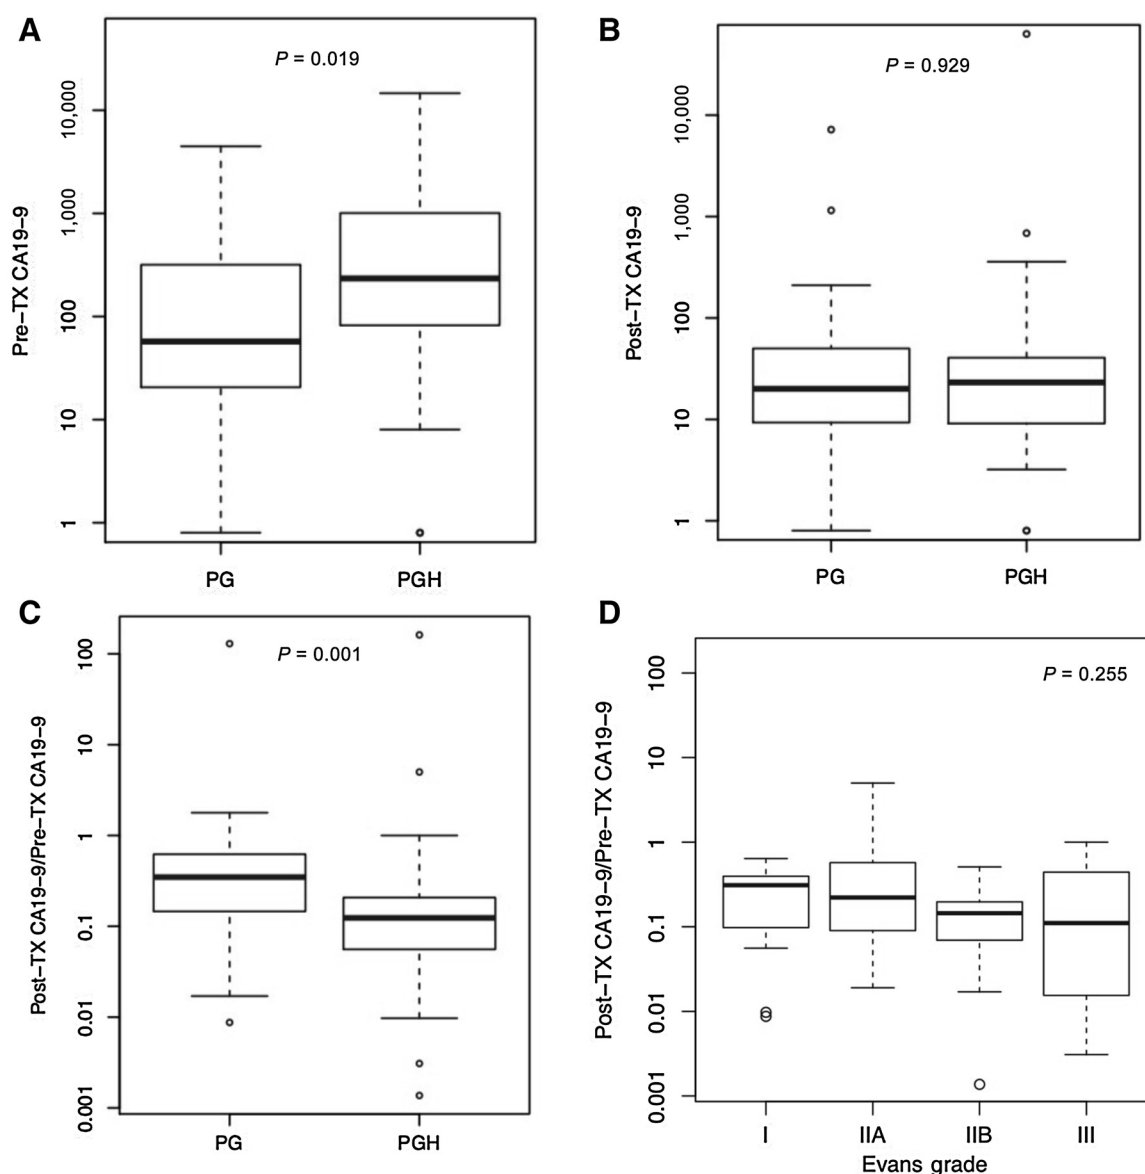 A
P = 0.019
Pre–TX CA19–9
10,000
1,000
100
10
1
PG
PGH
B
P = 0.929
Post–TX CA19–9
10,000
1,000
100
10
1
PG
PGH
C
P = 0.001
Post–TX CA19–9/Pre–TX CA19–9
100
10
1
0.1
0.01
0.001
PG
PGH
D
P = 0.255
Post–TX CA19–9/Pre–TX CA19–9
100
10
1
0.1
0.01
0.001
I
IIA
IIB
III
Evans grade